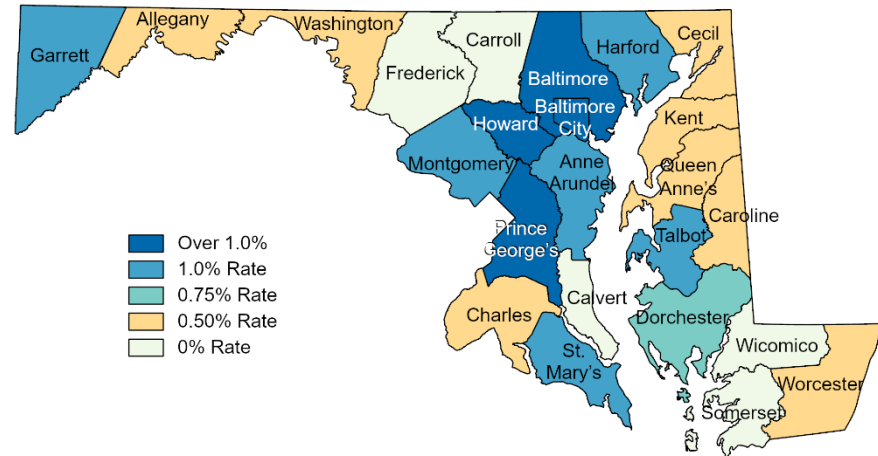 Garrett
Allegany
Washington
Frederick
Carroll
Baltimore
Baltimore
City
Harford
Cecil
Howard
Montgomery
Anne
Arundel
Kent
Queen
Anne's
Caroline
Talbot
Prince
George's
Over 1.0%
1.0% Rate
0.75% Rate
0.50% Rate
0% Rate
Charles
Calvert
St.
Mary's
Dorchester
Wicomico
Worcester
Somerset